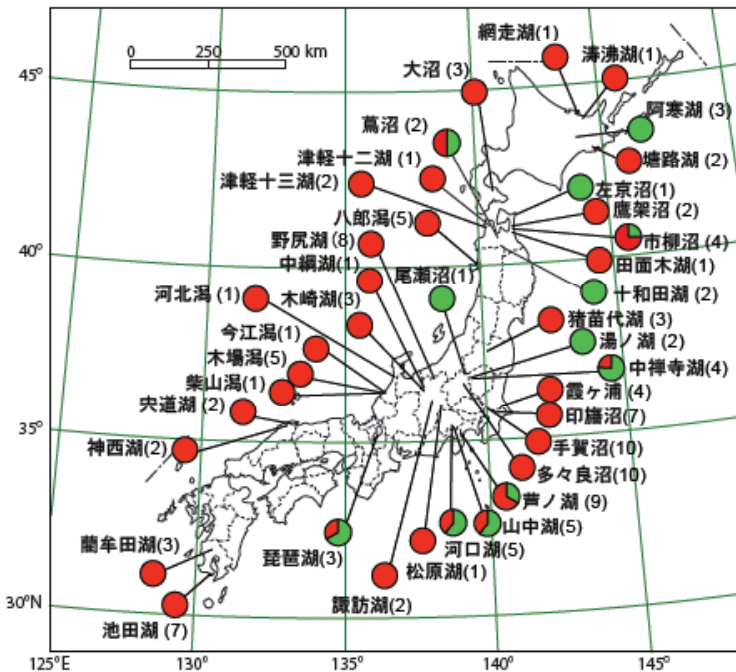 0 250 500 km
網走湖(1)
濤沸湖(1)
大沼 (3)
45°
阿寒湖 (3)
蔦沼 (2)
塘路湖 (2)
津軽十二湖 (1)
津軽十三湖(2)
左京沼(1)
鷹架沼 (2)
八郎潟(5)
市柳沼 (4)
野尻湖 (8)
40°
田面木湖(1)
中綱湖(1)
尾瀬沼(1)
十和田湖 (2)
河北潟 (1)
木崎湖(3)
猪苗代湖 (3)
今江潟(1)
湯ノ湖 (2)
木場潟(5)
中禅寺湖(4)
柴山潟(1)
霞ヶ浦 (4)
宍道湖 (2)
印旛沼(7)
35°
手賀沼 (10)
神西湖(2)
多々良沼(10)
芦ノ湖 (9)
山中湖(5)
藺牟田湖(3)
琵琶湖(3)
河口湖(5)
松原湖(1)
諏訪湖(2)
30°N
池田湖 (7)
125°E 130° 135° 140° 145°